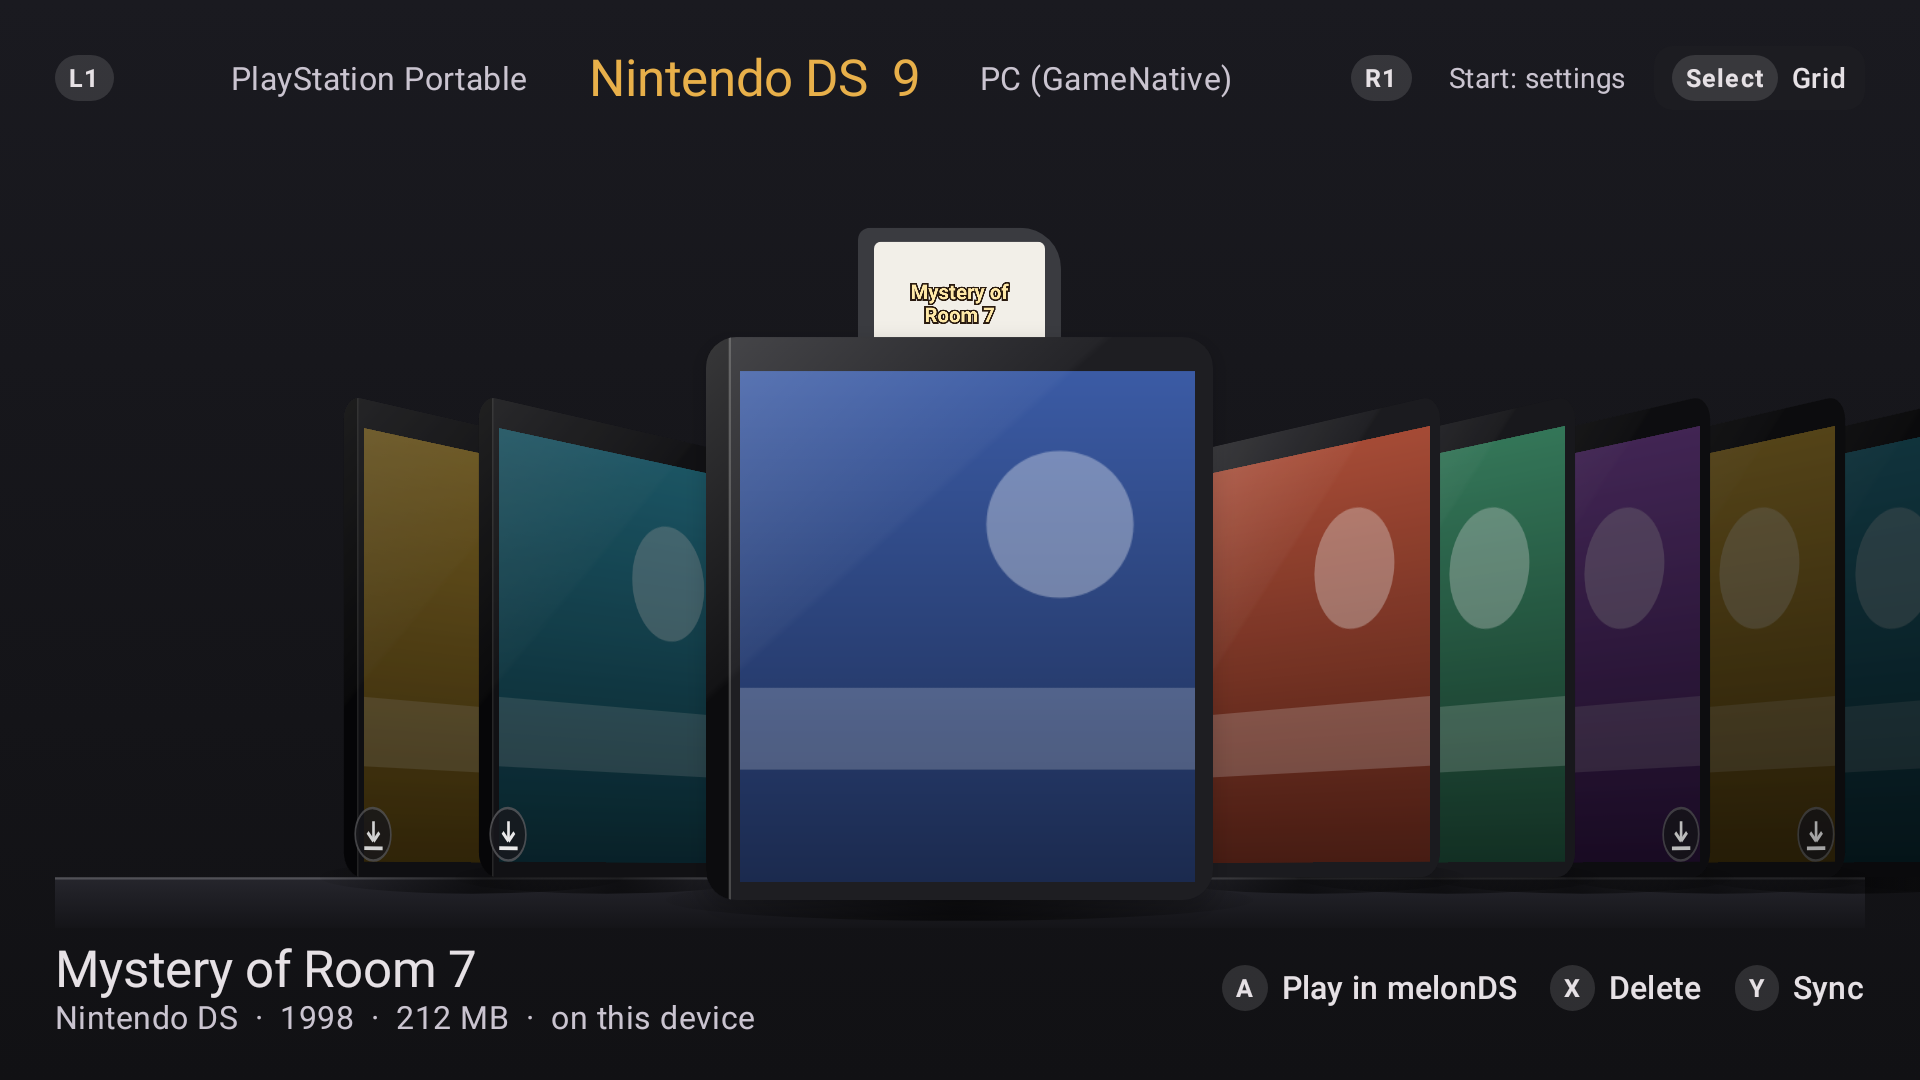 L1 PlayStation Portable Nintendo DS 9 PC (GameNative) R1 Start: settings Select Grid
Mystery of
Room 7
Mystery of Room 7
Nintendo DS · 1998 · 212 MB · on this device
A Play in melonDS X Delete Y Sync